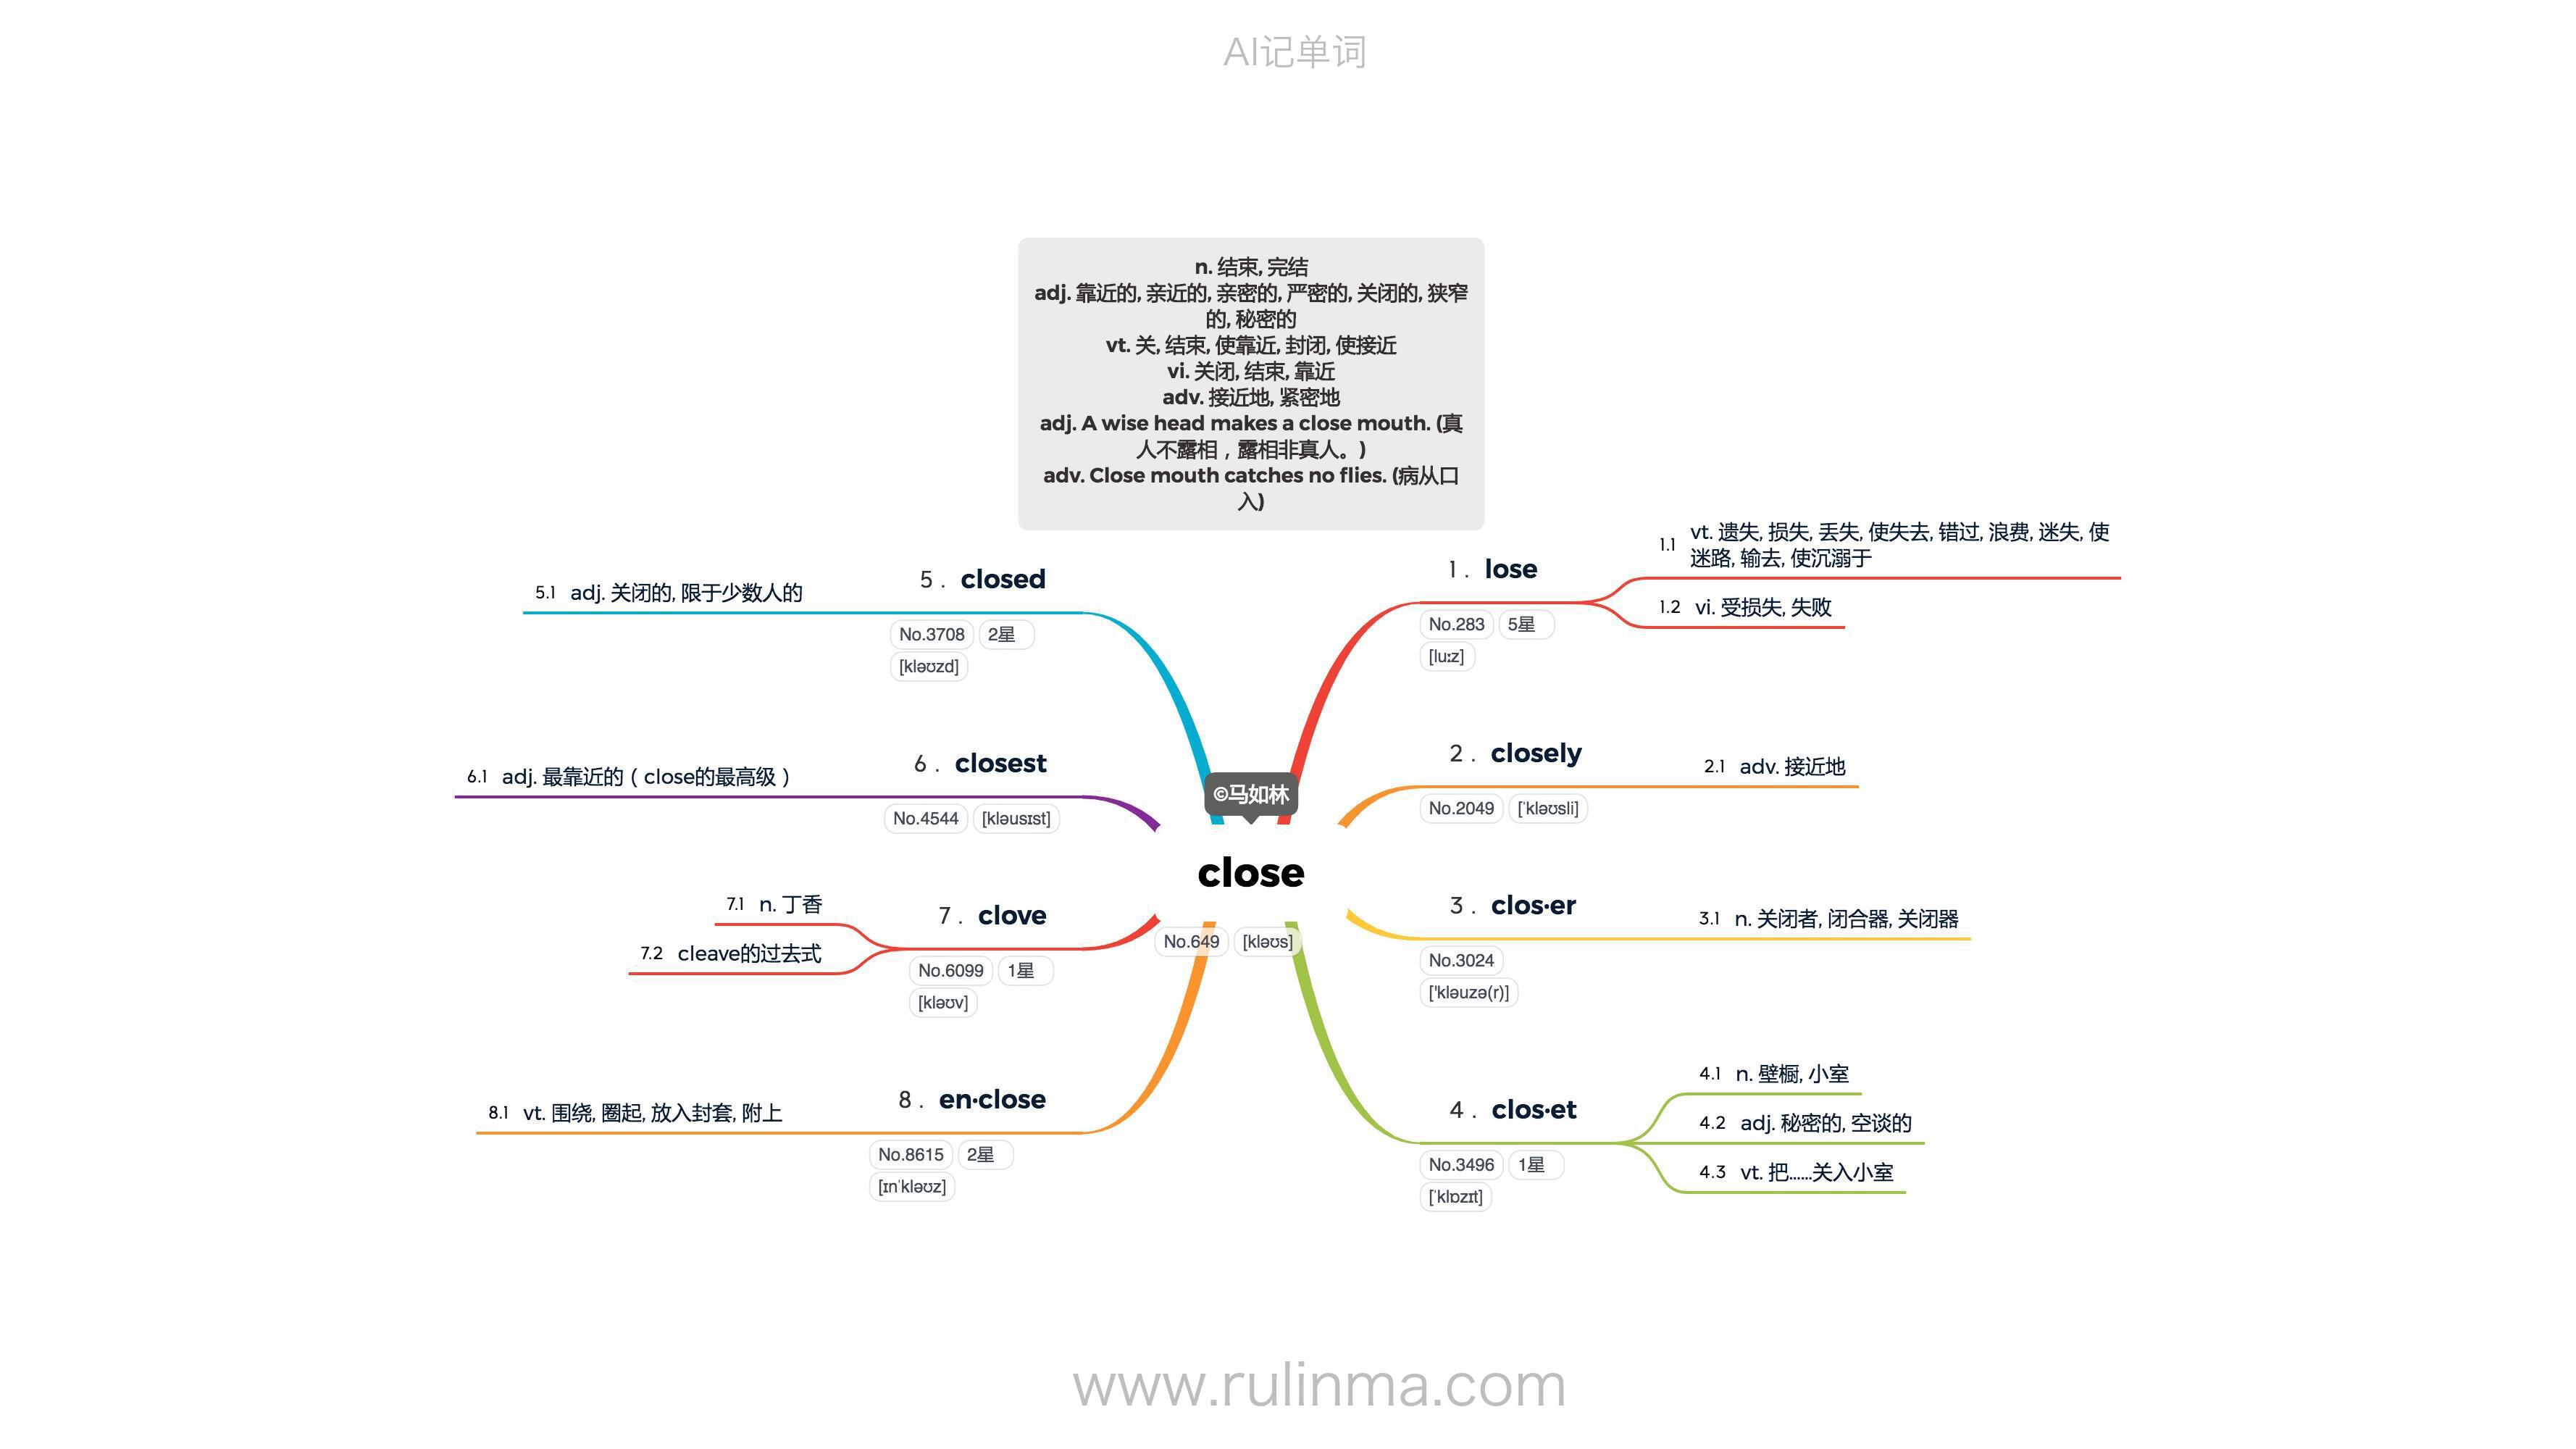 AI记单词
n. 结束, 完结
adj. 靠近的, 亲近的, 亲密的, 严密的, 关闭的, 狭窄
的, 秘密的
vt. 关, 结束, 使靠近, 封闭, 使接近
vi. 关闭, 结束, 靠近
adv. 接近地, 紧密地
adj. A wise head makes a close mouth. (真
人不露相，露相非真人。)
adv. Close mouth catches no flies. (病从口
入)
©马如林
close
No.649 [kləʊs]
1 . lose
No.283 5星
[luːz]
1.1 vt. 遗失, 损失, 丢失, 使失去, 错过, 浪费, 迷失, 使
迷路, 输去, 使沉溺于
1.2 vi. 受损失, 失败
2 . closely
No.2049 [ˈkləʊsli]
2.1 adv. 接近地
3 . clos·er
No.3024
['kləuzə(r)]
3.1 n. 关闭者, 闭合器, 关闭器
4 . clos·et
No.3496 1星
[ˈklɒzɪt]
4.1 n. 壁橱, 小室
4.2 adj. 秘密的, 空谈的
4.3 vt. 把……关入小室
5 . closed
No.3708 2星
[kləʊzd]
5.1 adj. 关闭的, 限于少数人的
6 . closest
No.4544 [kləusɪst]
6.1 adj. 最靠近的（close的最高级）
7 . clove
No.6099 1星
[kləʊv]
7.1 n. 丁香
7.2 cleave的过去式
8 . en·close
No.8615 2星
[ɪnˈkləʊz]
8.1 vt. 围绕, 圈起, 放入封套, 附上
www.rulinma.com